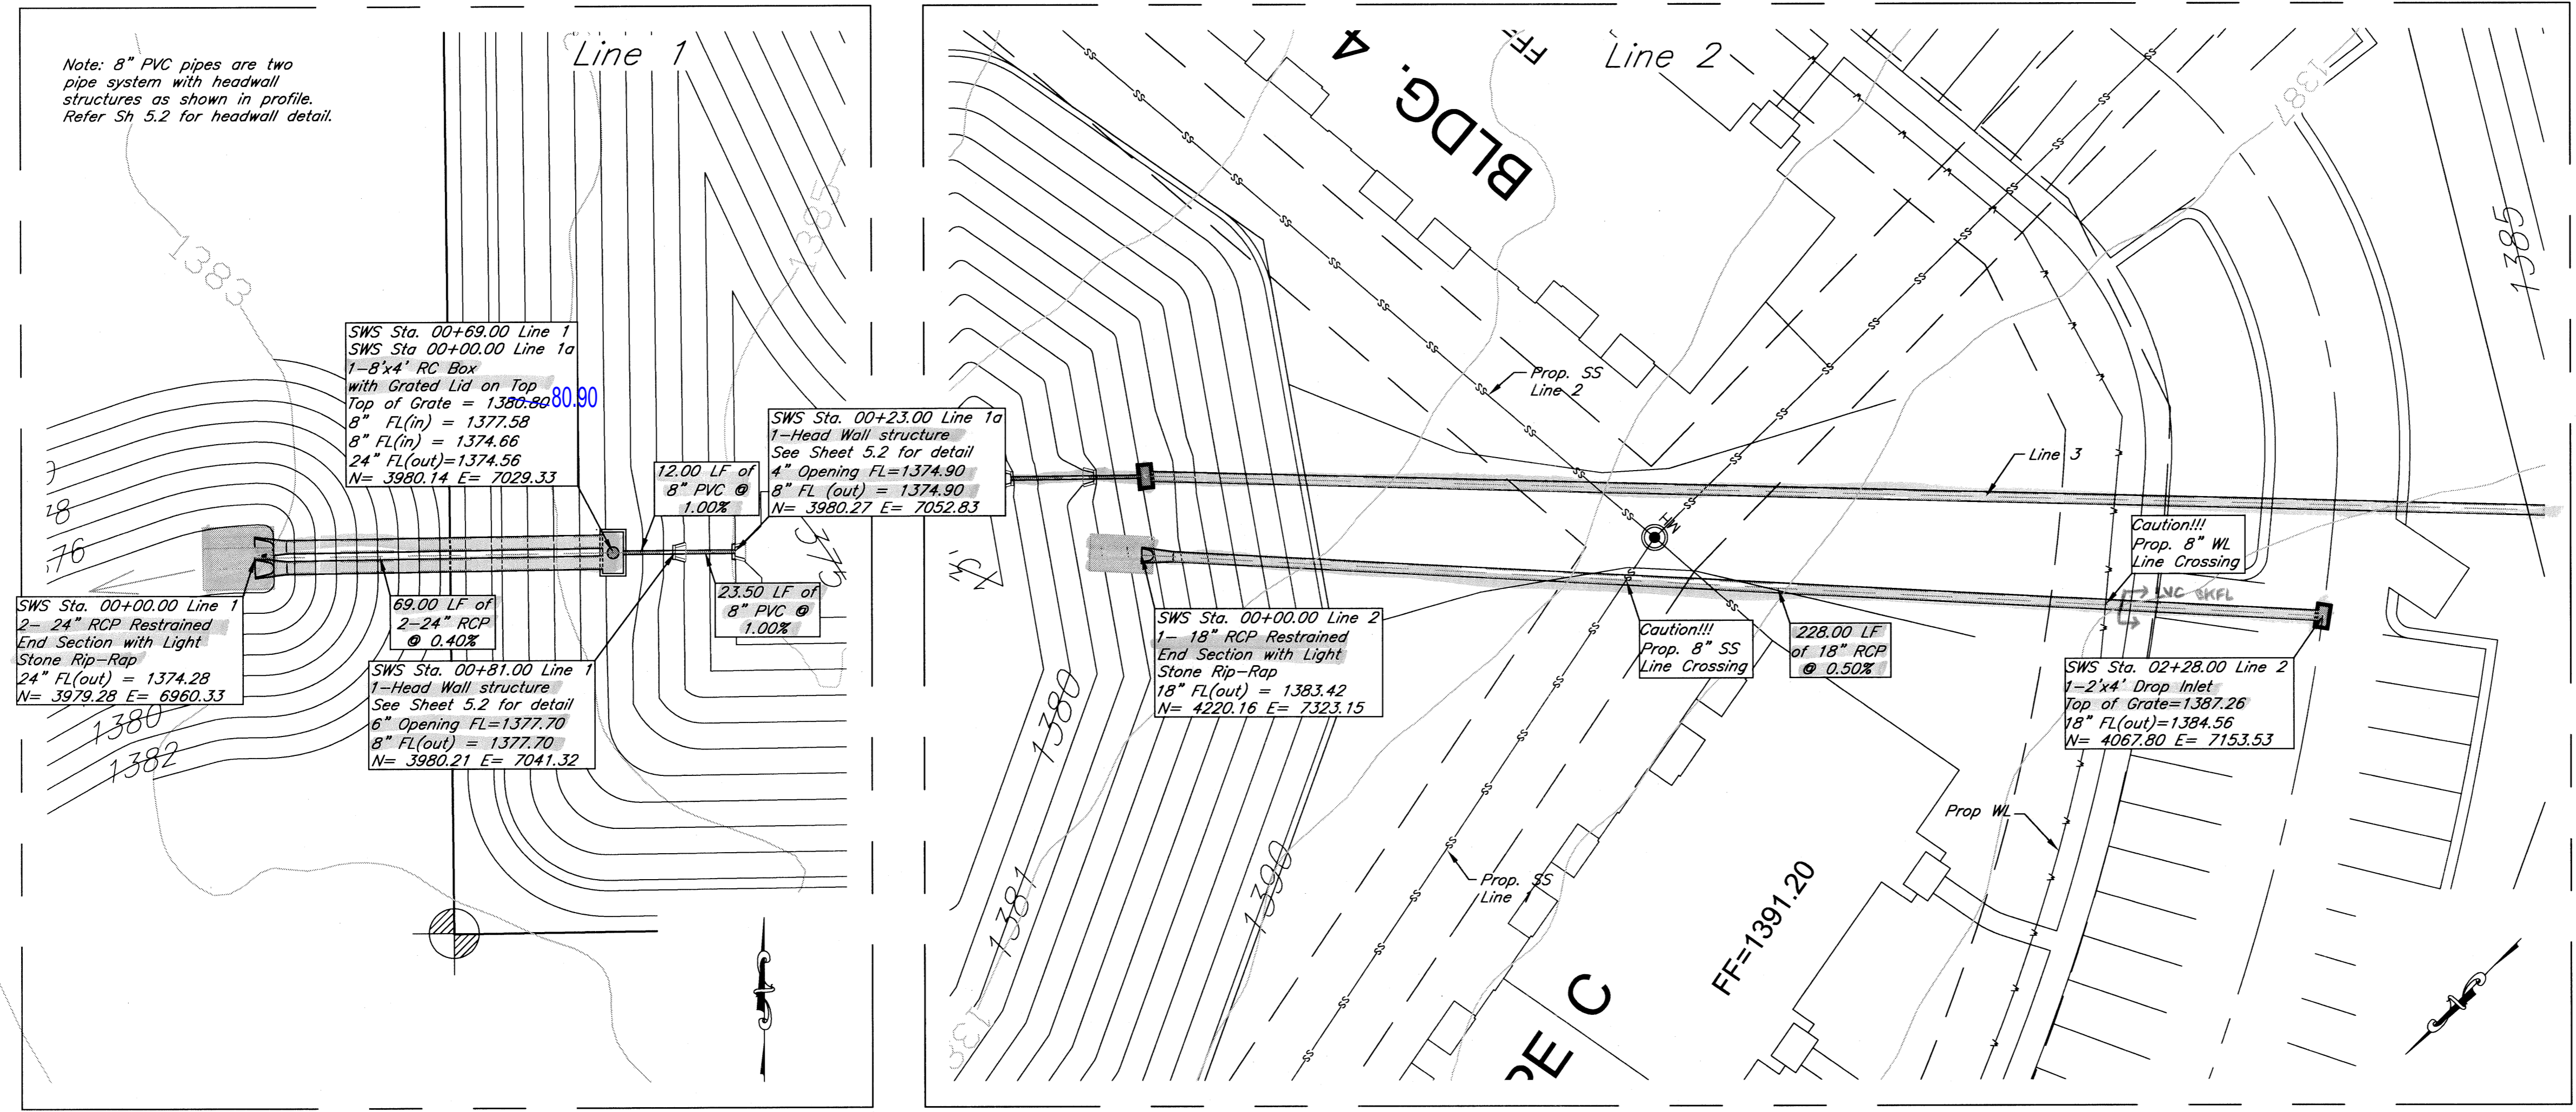 Line 1
Note: 8" PVC pipes are two
pipe system with headwall
structures as shown in profile.
Refer Sh 5.2 for headwall detail.
1383
1385
SWS Sta. 00+69.00 Line 1
SWS Sta 00+00.00 Line 1a
1-8'x4' RC Box
with Grated Lid on Top
Top of Grate = 1380.80 80.90
8" FL(in) = 1377.58
8" FL(in) = 1374.66
24" FL(out)=1374.56
N= 3980.14 E= 7029.33
12.00 LF of
8" PVC @
1.00%
SWS Sta. 00+23.00 Line 1a
1-Head Wall structure
See Sheet 5.2 for detail
4" Opening FL=1374.90
8" FL (out) = 1374.90
N= 3980.27 E= 7052.83
78
76
SWS Sta. 00+00.00 Line 1
2- 24" RCP Restrained
End Section with Light
Stone Rip-Rap
24" FL(out) = 1374.28
N= 3979.28 E= 6960.33
69.00 LF of
2-24" RCP
@ 0.40%
23.50 LF of
8" PVC @
1.00%
375
SWS Sta. 00+81.00 Line 1
1-Head Wall structure
See Sheet 5.2 for detail
6" Opening FL=1377.70
8" FL(out) = 1377.70
N= 3980.21 E= 7041.32
1380
1382
Line 2
BLDG. 4
FF=
1387
1385
Prop. SS
Line 2
MH
Line 3
Caution!!!
Prop. 8" WL
Line Crossing
SWS Sta. 00+00.00 Line 2
1- 18" RCP Restrained
End Section with Light
Stone Rip-Rap
18" FL(out) = 1383.42
N= 4220.16 E= 7323.15
Caution!!!
Prop. 8" SS
Line Crossing
228.00 LF
of 18" RCP
@ 0.50%
SWS Sta. 02+28.00 Line 2
1-2'x4' Drop Inlet
Top of Grate=1387.26
18" FL(out)=1384.56
N= 4067.80 E= 7153.53
1380
1381
1390
Prop. SS
Line 1
Prop WL
FF=1391.20
PE C